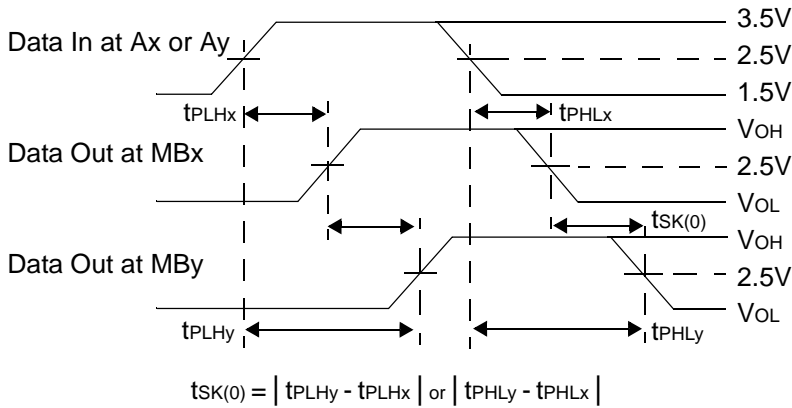 3.5V
Data In at Ax or Ay
2.5V
1.5V
tPLHx
tPHLx
VOH
Data Out at MBx
2.5V
VOL
tSK(0)
VOH
Data Out at MBy
2.5V
VOL
tPLHy
tPHLy
tSK(0) = | tPLHy - tPLHx | or | tPHLy - tPHLx |